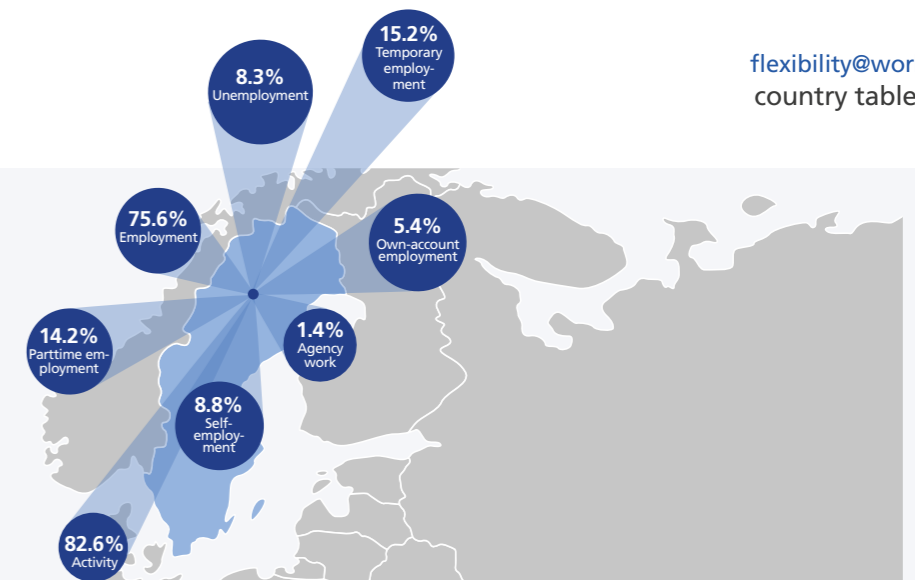 15.2%
Temporary
employ-
ment
8.3%
Unemployment
flexibility@wor
country table
75.6%
Employment
5.4%
Own-account
employment
14.2%
Parttime em-
ployment
1.4%
Agency
work
8.8%
Self-
employ-
ment
82.6%
Activity